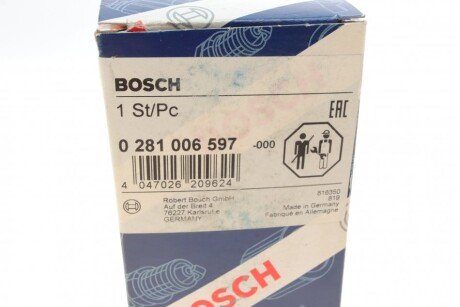 BOSCH
1 St/Pc
EAC
0 281 006 597 -000
4 047026 209624
Robert Bosch GmbH
Auf der Breit 4
76227 Karlsruhe
GERMANY
816350
819
Made in Germany
Fabriqué en Allemagne
BOSCH